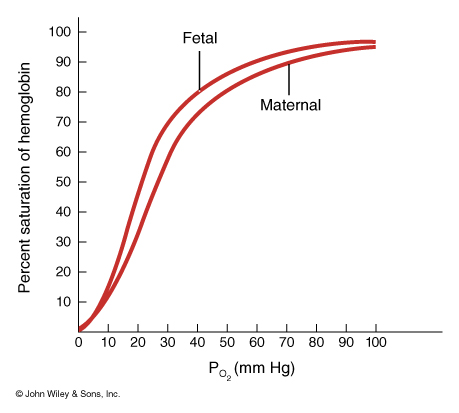 Percent saturation of hemoglobin
100
90
80
70
60
50
40
30
20
10
Fetal
Maternal
0 10 20 30 40 50 60 70 80 90 100
PO2 (mm Hg)
© John Wiley & Sons, Inc.